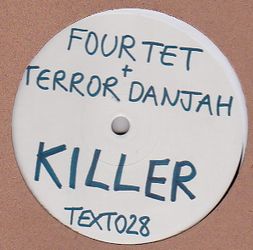 FOUR TET
+
TERROR DANJAH
KILLER
TEXT028